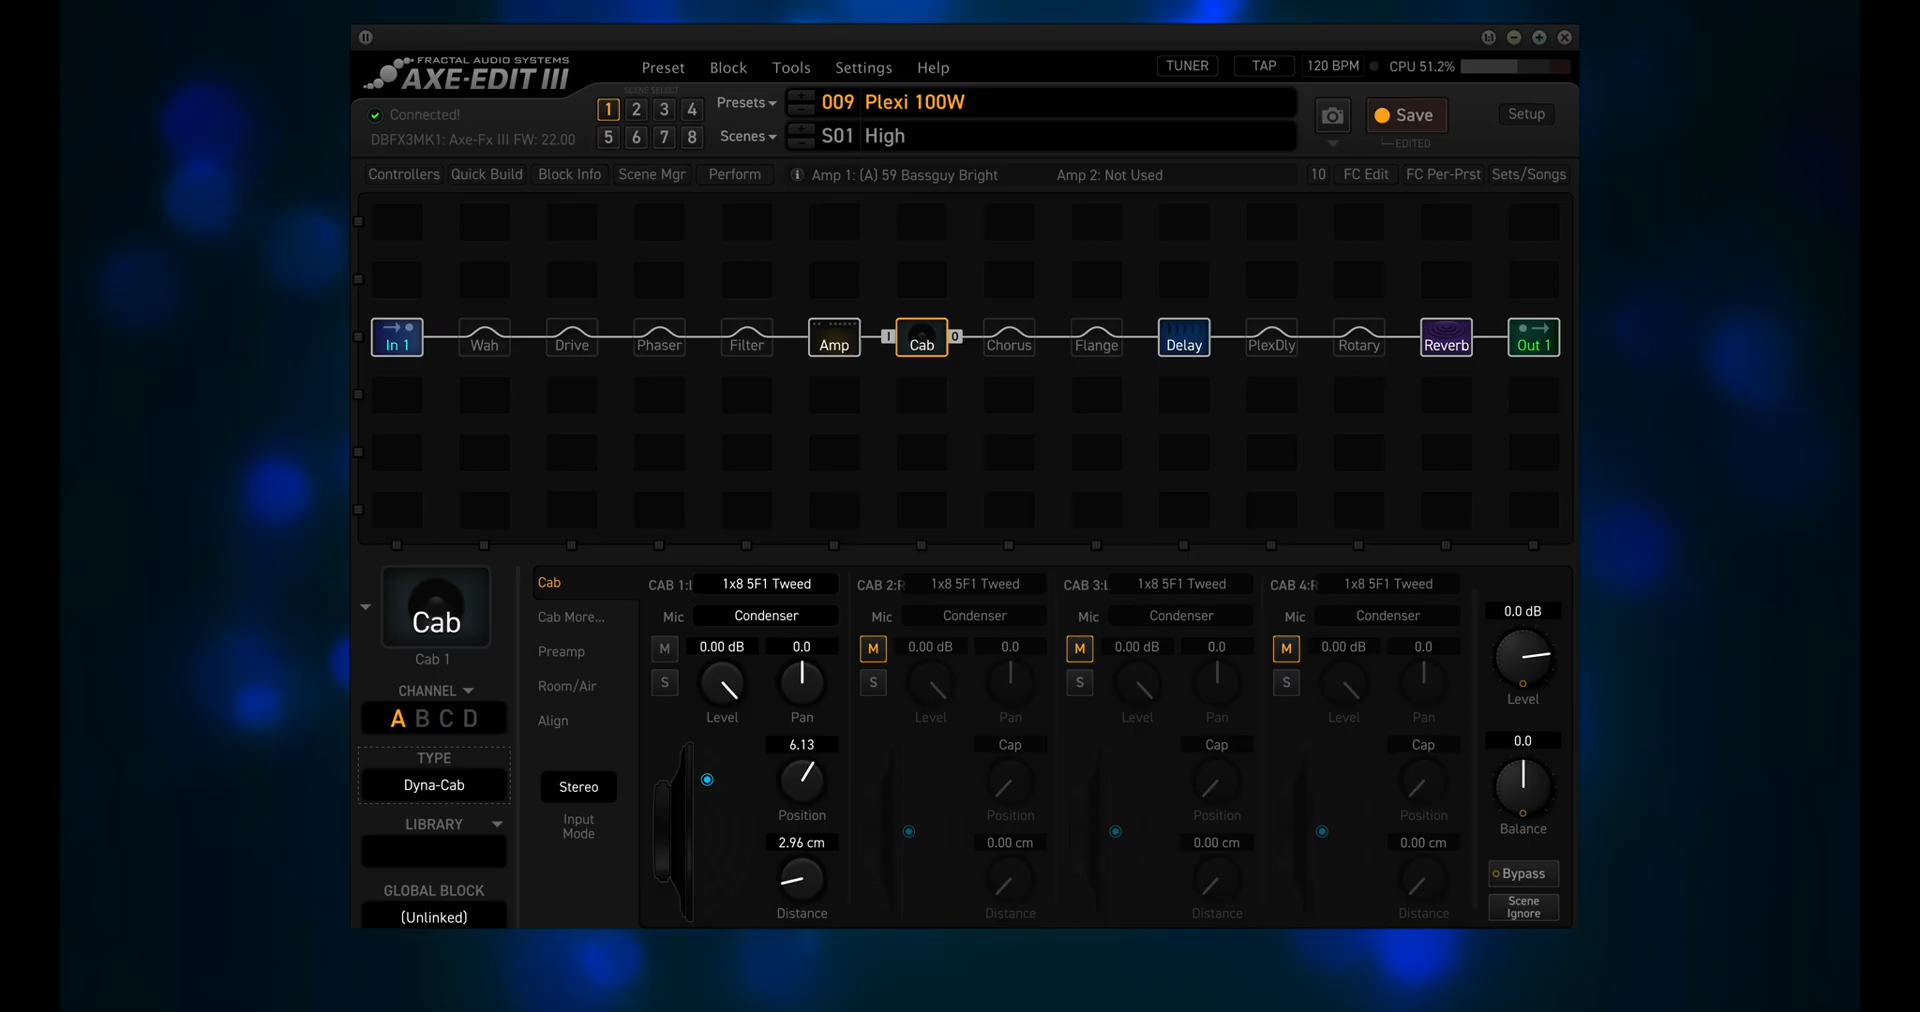 FRACTAL AUDIO SYSTEMS
AXE-EDIT III
Preset Block Tools Settings Help
TUNER TAP 120 BPM CPU 51.2%
Connected!
DBFX3MK1: Axe-Fx III FW: 22.00
SCENE SELECT
1 2 3 4
5 6 7 8
Presets 009 Plexi 100W
Scenes S01 High
Save
EDITED
Setup
Controllers Quick Build Block Info Scene Mgr Perform
Amp 1: (A) 59 Bassguy Bright Amp 2: Not Used
10 FC Edit FC Per-Prst Sets/Songs
In 1 Wah Drive Phaser Filter Amp I Cab O Chorus Flange Delay PlexDly Rotary Reverb Out 1
Cab
Cab 1
CHANNEL
A B C D
TYPE
Dyna-Cab
LIBRARY
GLOBAL BLOCK
(Unlinked)
Cab
Cab More...
Preamp
Room/Air
Align
Stereo
Input
Mode
CAB 1:L 1x8 5F1 Tweed
Mic Condenser
M 0.00 dB 0.0
S
Level Pan
6.13
Position
2.96 cm
Distance
CAB 2:R 1x8 5F1 Tweed
Mic Condenser
M 0.00 dB 0.0
S
Level Pan
Cap
Position
0.00 cm
Distance
CAB 3:L 1x8 5F1 Tweed
Mic Condenser
M 0.00 dB 0.0
S
Level Pan
Cap
Position
0.00 cm
Distance
CAB 4:R 1x8 5F1 Tweed
Mic Condenser
M 0.00 dB 0.0
S
Level Pan
Cap
Position
0.00 cm
Distance
0.0 dB
Level
0.0
Balance
Bypass
Scene
Ignore